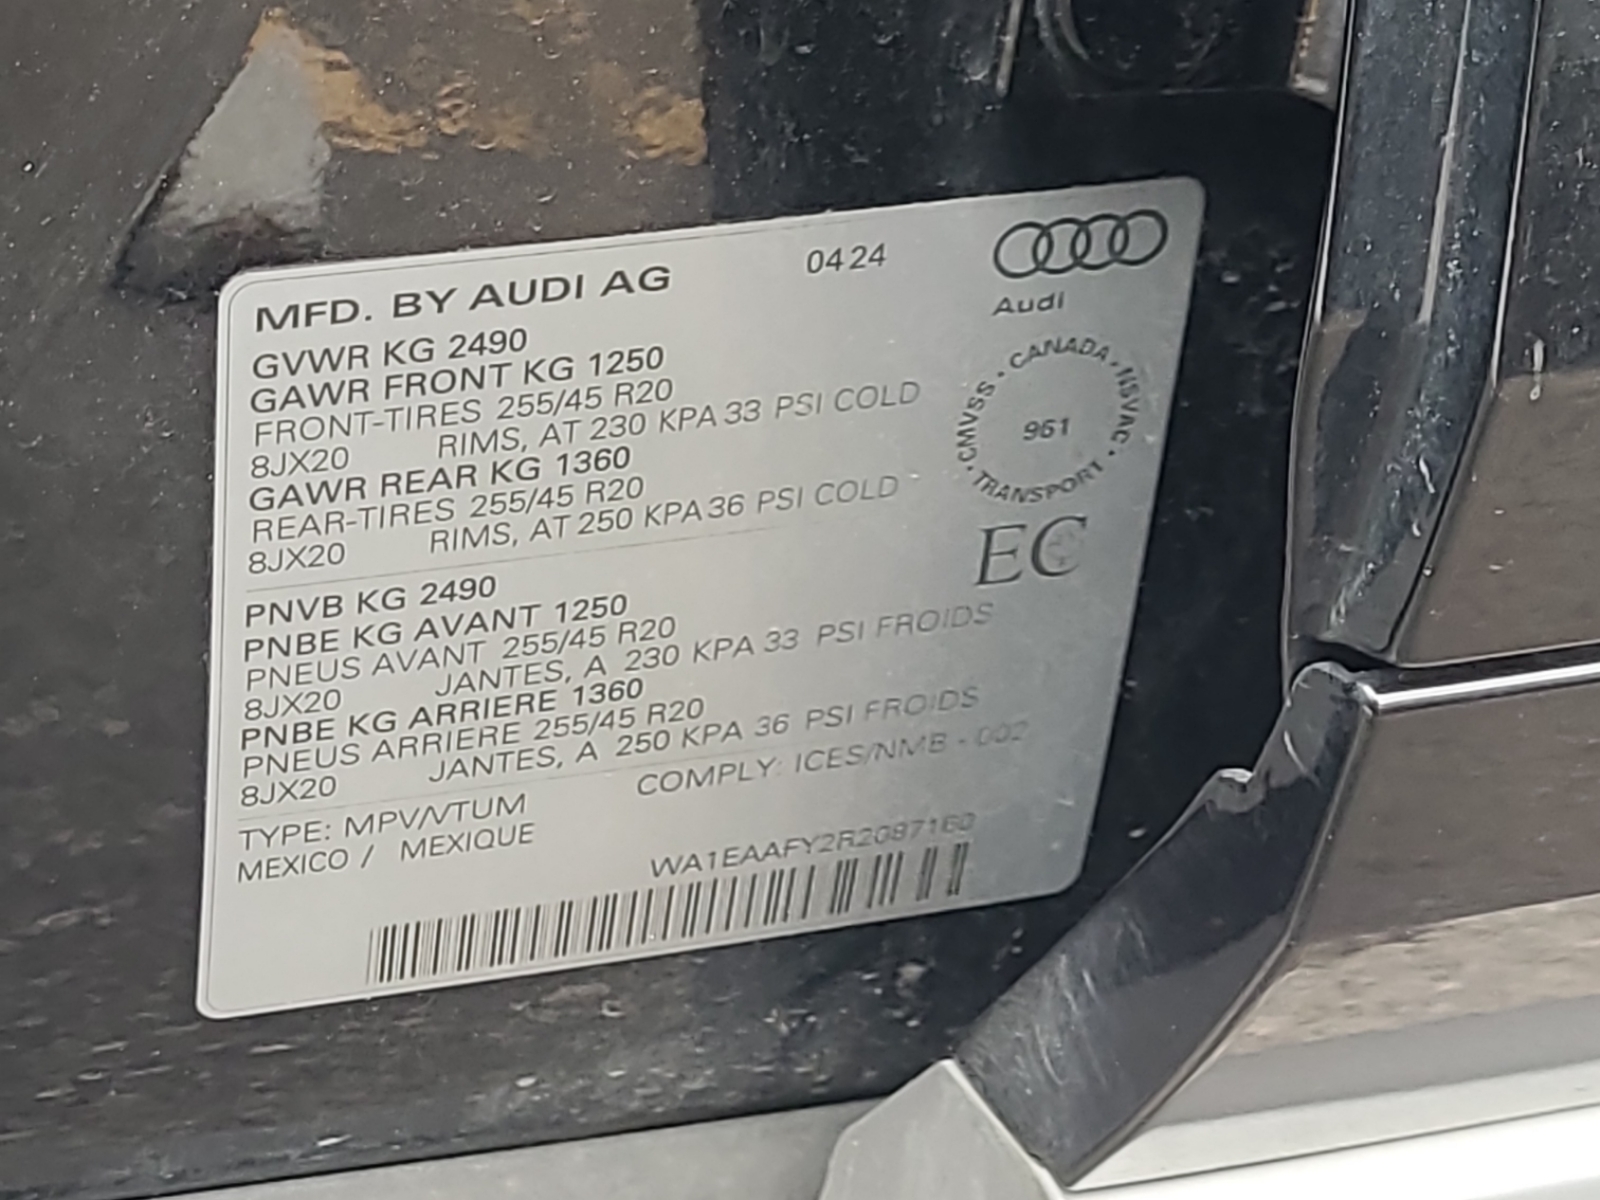 MFD. BY AUDI AG 0424
Audi
GVWR KG 2490
GAWR FRONT KG 1250
FRONT-TIRES 255/45 R20
8JX20 RIMS, AT 230 KPA 33 PSI COLD
GAWR REAR KG 1360
REAR-TIRES 255/45 R20
8JX20 RIMS, AT 250 KPA 36 PSI COLD
CANADA · NSVAC · TRANSPORT · CMVSS ·
961
EC
PNVB KG 2490
PNBE KG AVANT 1250
PNEUS AVANT 255/45 R20
8JX20 JANTES, A 230 KPA 33 PSI FROIDS
PNBE KG ARRIERE 1360
PNEUS ARRIERE 255/45 R20
8JX20 JANTES, A 250 KPA 36 PSI FROIDS
TYPE: MPV/VTUM COMPLY: ICES/NMB - 002
MEXICO / MEXIQUE
WA1EAAFY2R2087160